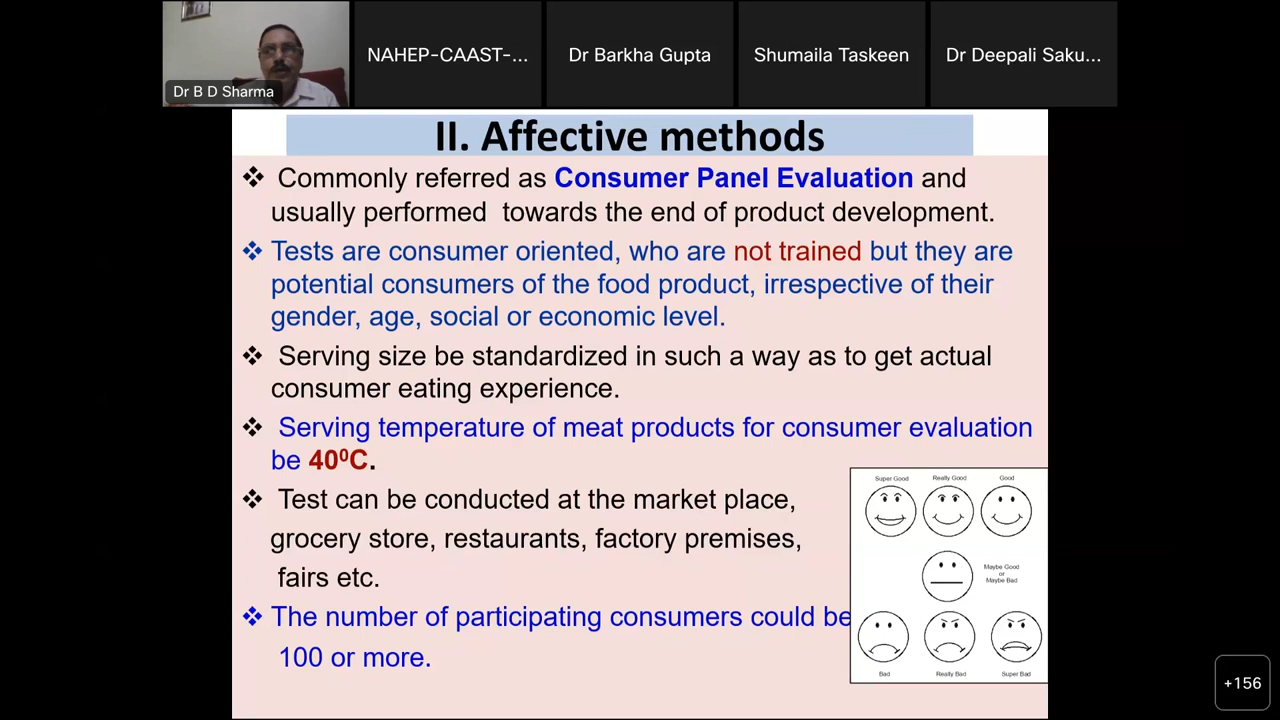 Dr B D Sharma
NAHEP-CAAST-...
Dr Barkha Gupta
Shumaila Taskeen
Dr Deepali Saku...
II. Affective methods
❖ Commonly referred as Consumer Panel Evaluation and
usually performed towards the end of product development.
❖ Tests are consumer oriented, who are not trained but they are
potential consumers of the food product, irrespective of their
gender, age, social or economic level.
❖ Serving size be standardized in such a way as to get actual
consumer eating experience.
❖ Serving temperature of meat products for consumer evaluation
be 40⁰C.
❖ Test can be conducted at the market place,
grocery store, restaurants, factory premises,
fairs etc.
❖ The number of participating consumers could be
100 or more.
Super Good Really Good Good
Maybe Good
or
Maybe Bad
Bad Really Bad Super Bad
+156